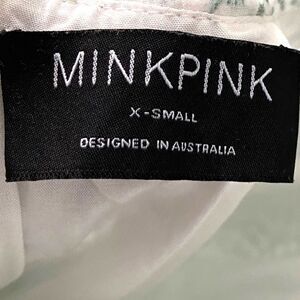 MINKPINK
X-SMALL
DESIGNED IN AUSTRALIA